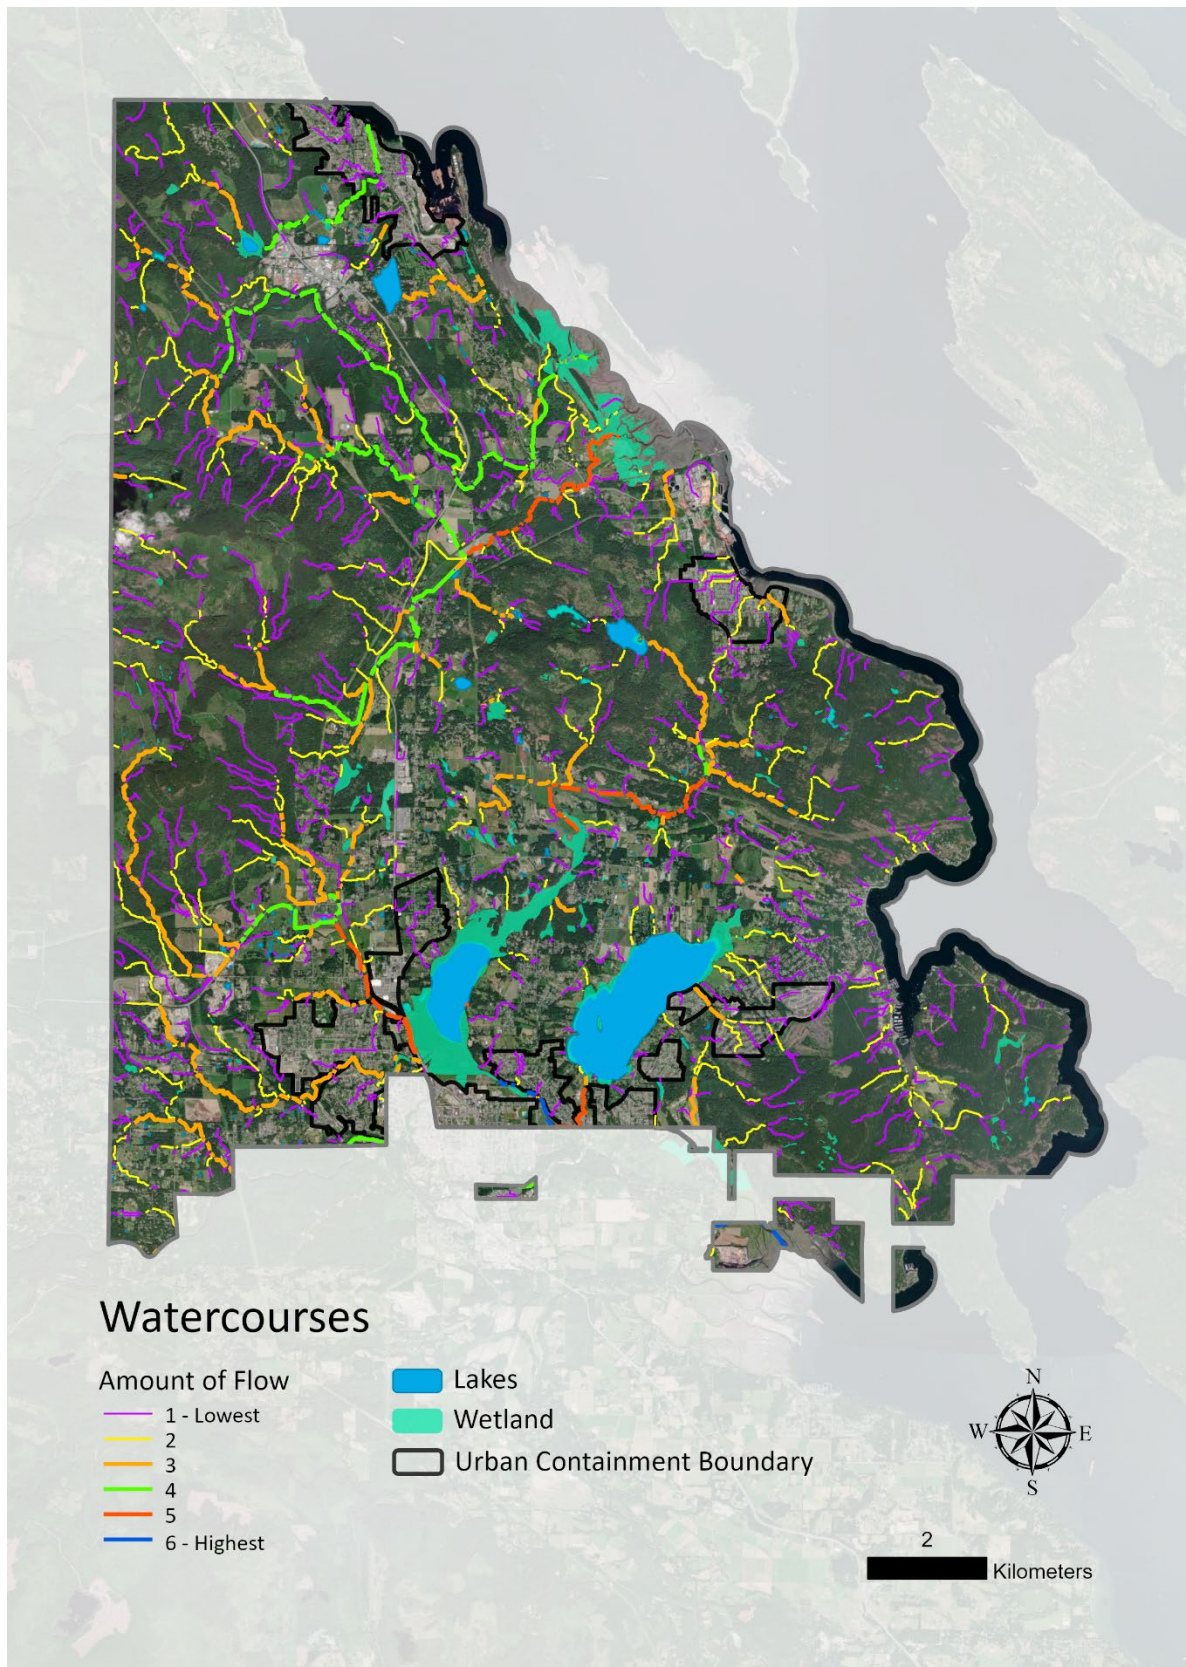 Watercourses
Amount of Flow
1 - Lowest
2
3
4
5
6 - Highest
Lakes
Wetland
Urban Containment Boundary
N
W E
S
2
Kilometers